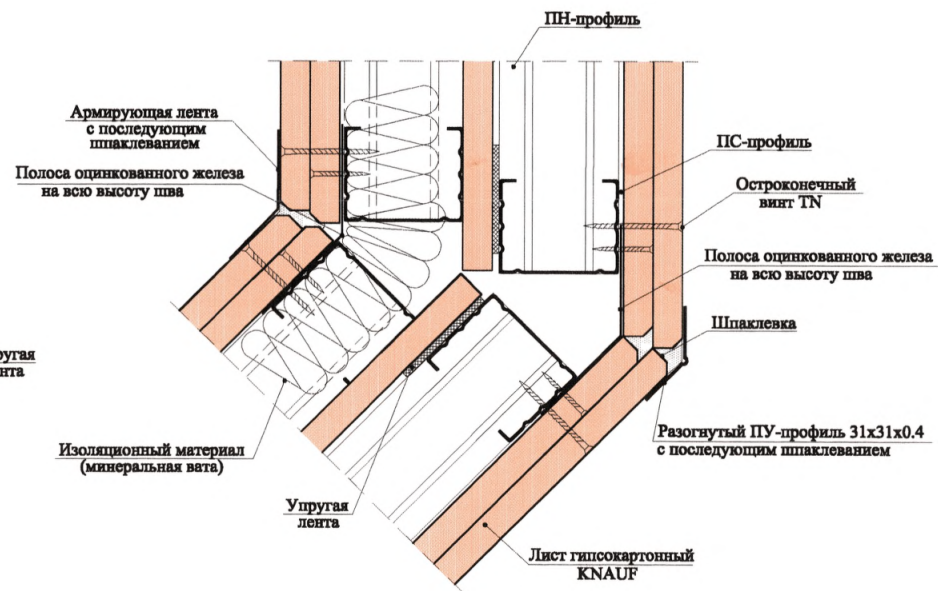 ПН-профиль
Армирующая лента
с последующим
шпаклеванием
Полоса оцинкованного железа
на всю высоту шва
ПС-профиль
Остроконечный
винт TN
Полоса оцинкованного железа
на всю высоту шва
Шпаклевка
Разогнутый ПУ-профиль 31х31х0.4
с последующим шпаклеванием
Изоляционный материал
(минеральная вата)
Упругая
лента
Лист гипсокартонный
KNAUF